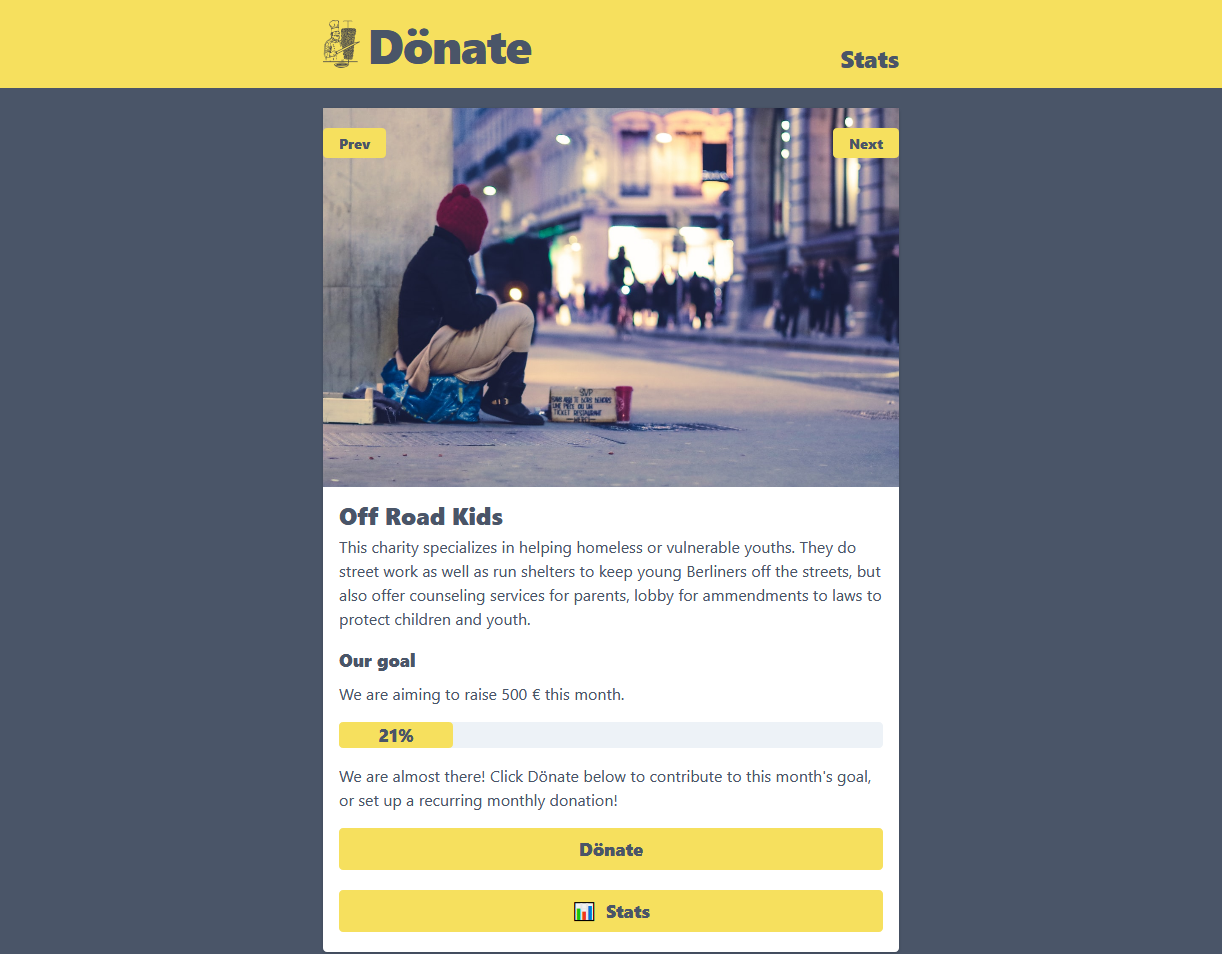 Dönate
Stats
Prev
Next
SVP
TICKET RESTAURANT
MERCI
Off Road Kids
This charity specializes in helping homeless or vulnerable youths. They do
street work as well as run shelters to keep young Berliners off the streets, but
also offer counseling services for parents, lobby for ammendments to laws to
protect children and youth.
Our goal
We are aiming to raise 500 € this month.
21%
We are almost there! Click Dönate below to contribute to this month's goal,
or set up a recurring monthly donation!
Dönate
Stats